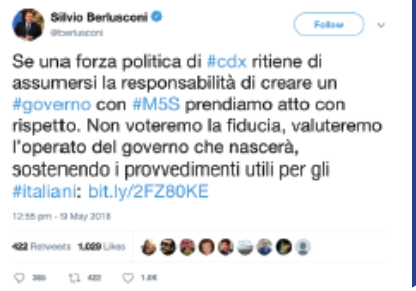 Silvio Berlusconi
@berlusconi
Follow
Se una forza politica di #cdx ritiene di
assumersi la responsabilità di creare un
#governo con #M5S prendiamo atto con
rispetto. Non voteremo la fiducia, valuteremo
l'operato del governo che nascerà,
sostenendo i provvedimenti utili per gli
#italiani: bit.ly/2FZ80KE
12:55 pm - 9 May 2018
422 Retweets 1,029 Likes
422 1.0K